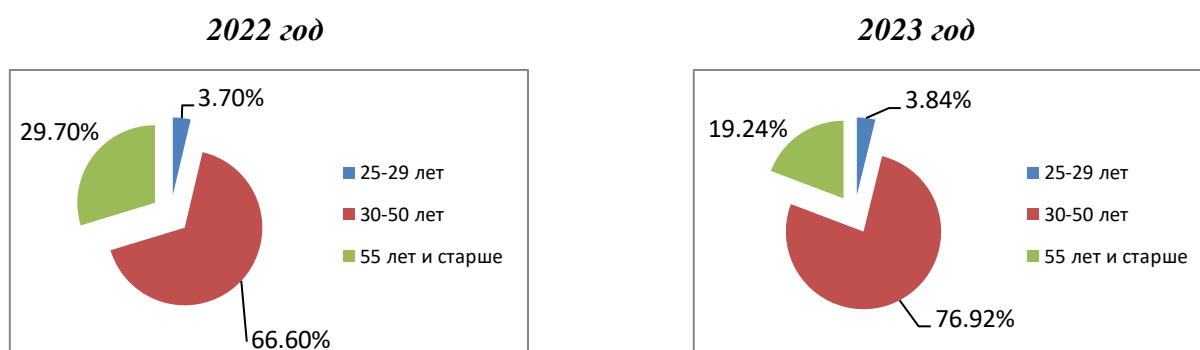 2022 год
3.70%
29.70%
25-29 лет
30-50 лет
55 лет и старше
66.60%
2023 год
3.84%
19.24%
25-29 лет
30-50 лет
55 лет и старше
76.92%